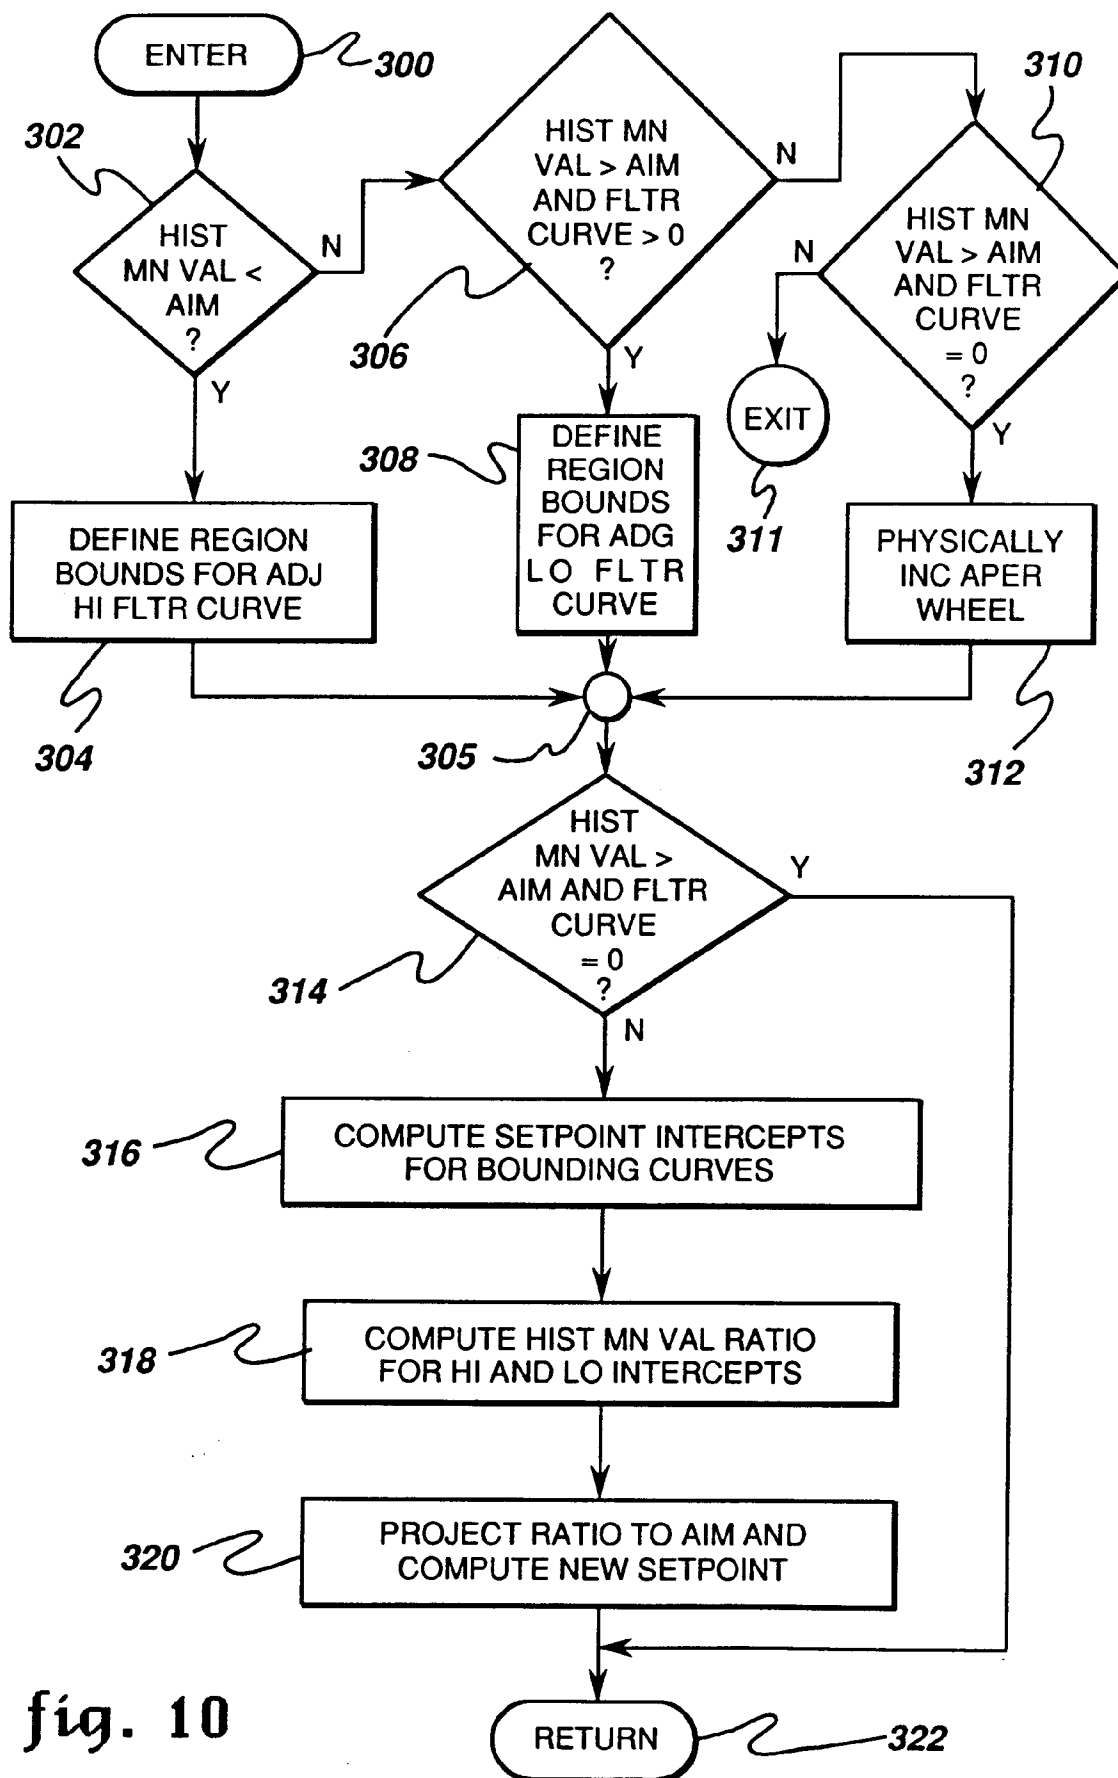 ENTER
300
302
HIST
MN VAL <
AIM
?
N
Y
HIST MN
VAL > AIM
AND FLTR
CURVE > 0
?
N
306
Y
310
HIST MN
VAL > AIM
AND FLTR
CURVE
= 0
?
N
Y
EXIT
311
DEFINE REGION
BOUNDS FOR ADJ
HI FLTR CURVE
304
308
DEFINE
REGION
BOUNDS
FOR ADG
LO FLTR
CURVE
PHYSICALLY
INC APER
WHEEL
312
305
HIST
MN VAL >
AIM AND FLTR
CURVE
= 0
?
Y
314
N
316
COMPUTE SETPOINT INTERCEPTS
FOR BOUNDING CURVES
318
COMPUTE HIST MN VAL RATIO
FOR HI AND LO INTERCEPTS
320
PROJECT RATIO TO AIM AND
COMPUTE NEW SETPOINT
RETURN
322
fig. 10